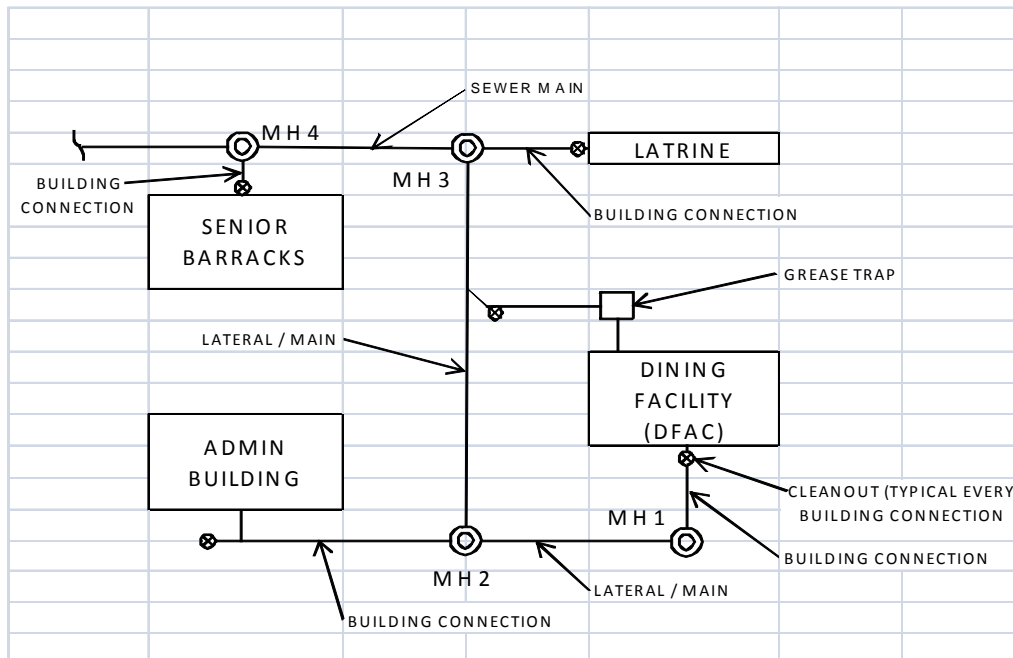 SEWER MAIN
MH4
LATRINE
MH3
BUILDING
CONNECTION
BUILDING CONNECTION
SENIOR
BARRACKS
GREASE TRAP
LATERAL / MAIN
DINING
FACILITY
(DFAC)
ADMIN
BUILDING
CLEANOUT (TYPICAL EVERY
BUILDING CONNECTION
MH1
BUILDING CONNECTION
MH2
LATERAL / MAIN
BUILDING CONNECTION